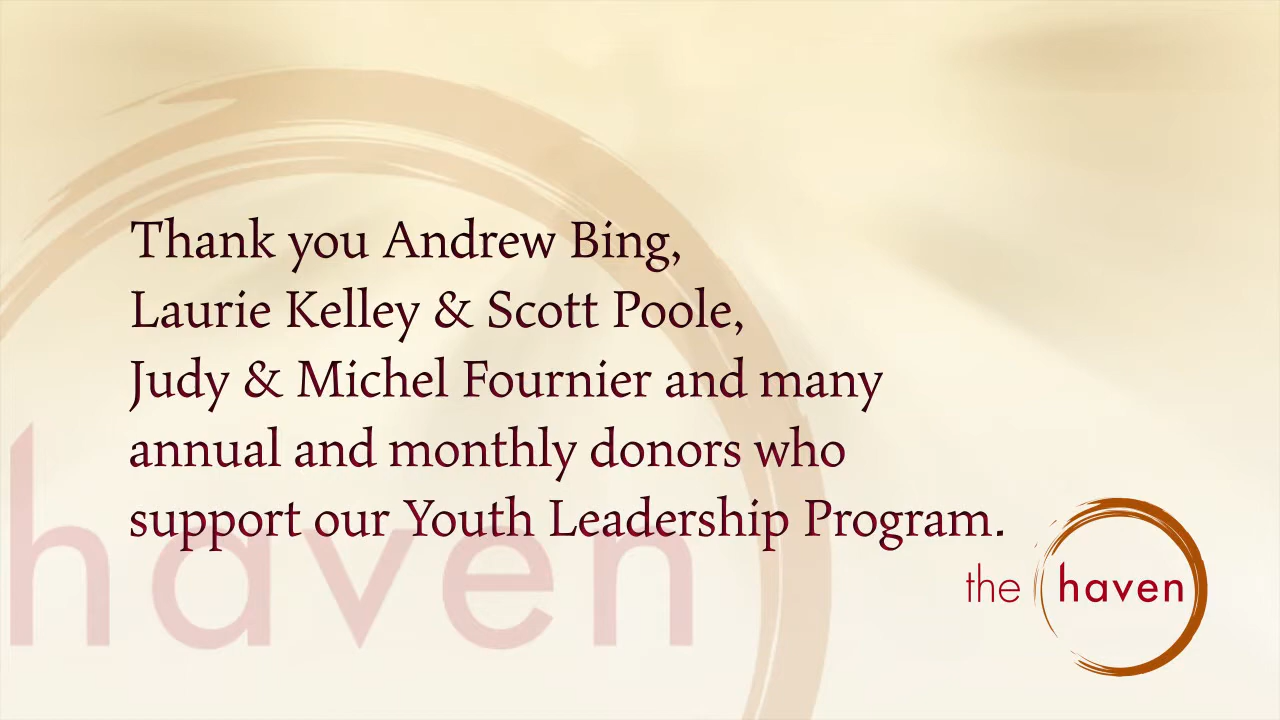 Thank you Andrew Bing,
Laurie Kelley & Scott Poole,
Judy & Michel Fournier and many
annual and monthly donors who
support our Youth Leadership Program.
the haven
haven